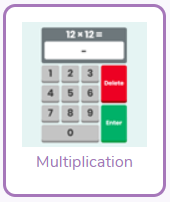 12 × 12 =
-
1 2 3 Delete
4 5 6
7 8 9 Enter
0
Multiplication